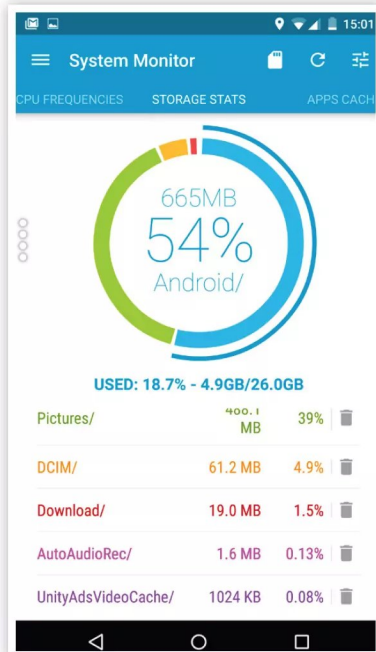 15:01
System Monitor
CPU FREQUENCIES STORAGE STATS APPS CACH
665MB
54%
Android/
USED: 18.7% - 4.9GB/26.0GB
Pictures/ MB 39%
DCIM/ 61.2 MB 4.9%
Download/ 19.0 MB 1.5%
AutoAudioRec/ 1.6 MB 0.13%
UnityAdsVideoCache/ 1024 KB 0.08%